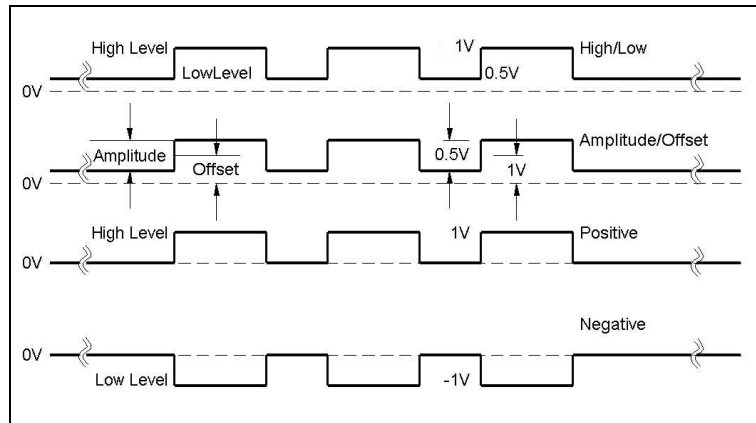 High Level 1V High/Low
LowLevel 0.5V
0V
Amplitude/Offset
Amplitude 0.5V
Offset 1V
0V
High Level 1V Positive
0V
Negative
0V
Low Level -1V